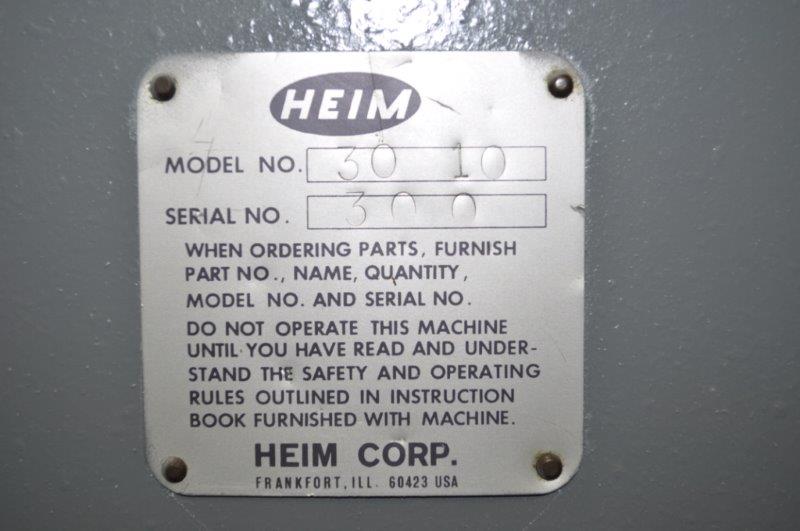 HEIM
MODEL NO. 30 10
SERIAL NO. 300
WHEN ORDERING PARTS, FURNISH
PART NO., NAME, QUANTITY,
MODEL NO. AND SERIAL NO.
DO NOT OPERATE THIS MACHINE
UNTIL YOU HAVE READ AND UNDER-
STAND THE SAFETY AND OPERATING
RULES OUTLINED IN INSTRUCTION
BOOK FURNISHED WITH MACHINE.
HEIM CORP.
FRANKFORT, ILL. 60423 USA